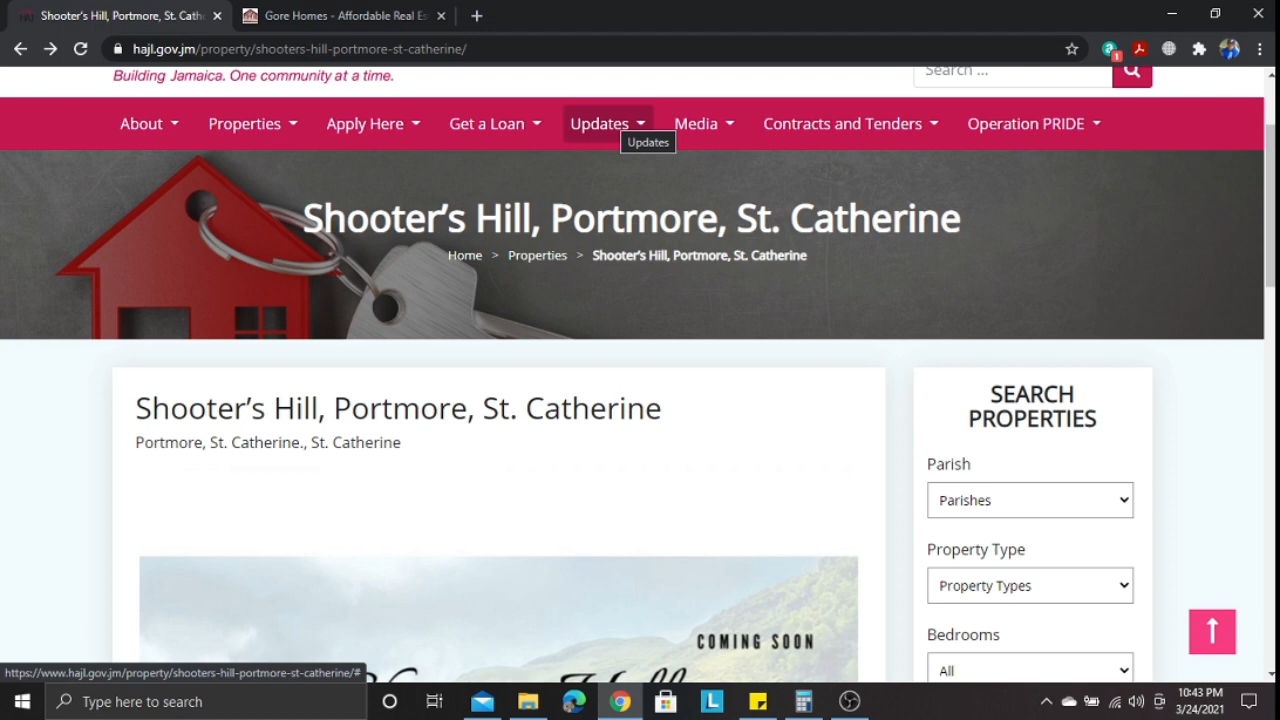 Shooter's Hill, Portmore, St. Cath
Gore Homes - Affordable Real Es
hajl.gov.jm/property/shooters-hill-portmore-st-catherine/
1
Building Jamaica. One community at a time.
Search ...
About
Properties
Apply Here
Get a Loan
Updates
Media
Contracts and Tenders
Operation PRIDE
Updates
Shooter's Hill, Portmore, St. Catherine
Home > Properties > Shooter's Hill, Portmore, St. Catherine
Shooter's Hill, Portmore, St. Catherine
Portmore, St. Catherine., St. Catherine
COMING SOON
SEARCH
PROPERTIES
Parish
Parishes
Property Type
Property Types
Bedrooms
All
https://www.hajl.gov.jm/property/shooters-hill-portmore-st-catherine/#
Type here to search
L
10:43 PM
3/24/2021